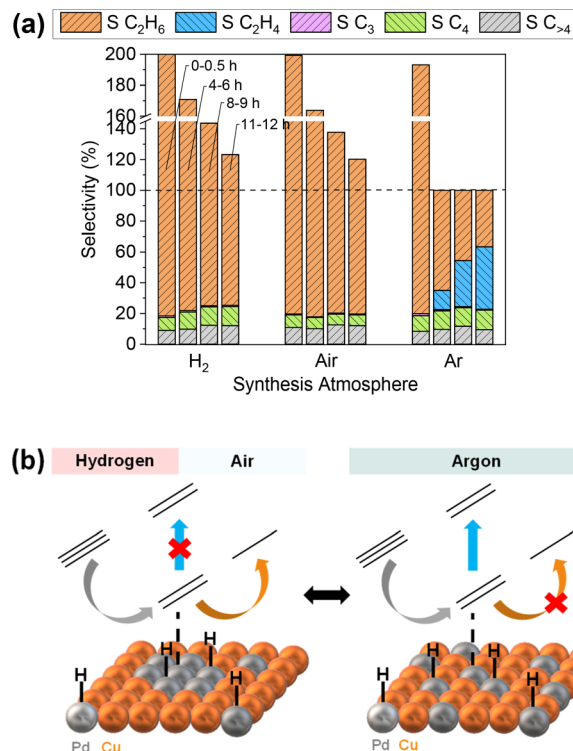 (a)
S C₂H₆ S C₂H₄ S C₃ S C₄ S C>₄
200
180
160
140
120
100
80
60
40
20
0
Selectivity (%)
0-0.5 h
4-6 h
8-9 h
11-12 h
H₂ Air Ar
Synthesis Atmosphere
(b)
Hydrogen Air Argon
H H H H H H H H
Pd Cu Pd Cu